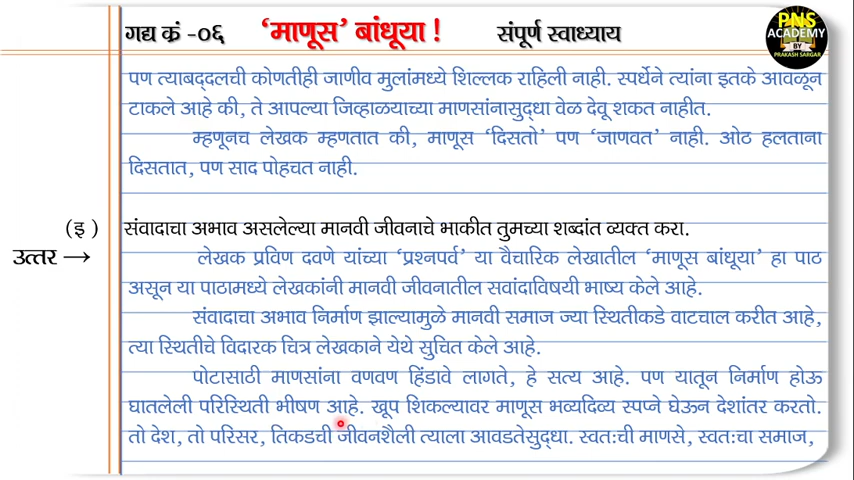 गद्य क्रं -०६ ‘माणूस’ बांधूया ! संपूर्ण स्वाध्याय
PNS
ACADEMY
BY
PRAKASH SARGAR
पण त्याबद्दलची कोणतीही जाणीव मुलांमध्ये शिल्लक राहिली नाही. स्पर्धेने त्यांना इतके आवळून
टाकले आहे की, ते आपल्या जिव्हाळयाच्या माणसांनासुद्धा वेळ देवू शकत नाहीत.
म्हणूनच लेखक म्हणतात की, माणूस ‘दिसतो’ पण ‘जाणवत’ नाही. ओठ हलताना
दिसतात, पण साद पोहचत नाही.
(इ ) संवादाचा अभाव असलेल्या मानवी जीवनाचे भाकीत तुमच्या शब्दांत व्यक्त करा.
उत्तर → लेखक प्रविण दवणे यांच्या ‘प्रश्नपर्व’ या वैचारिक लेखातील ‘माणूस बांधूया’ हा पाठ
असून या पाठामध्ये लेखकांनी मानवी जीवनातील सवांदाविषयी भाष्य केले आहे.
संवादाचा अभाव निर्माण झाल्यामुळे मानवी समाज ज्या स्थितीकडे वाटचाल करीत आहे,
त्या स्थितीचे विदारक चित्र लेखकाने येथे सुचित केले आहे.
पोटासाठी माणसांना वणवण हिंडावे लागते, हे सत्य आहे. पण यातून निर्माण होऊ
घातलेली परिस्थिती भीषण आहे. खूप शिकल्यावर माणूस भव्यदिव्य स्वप्ने घेऊन देशांतर करतो.
तो देश, तो परिसर, तिकडची जीवनशैली त्याला आवडतेसुद्धा. स्वतःची माणसे, स्वतःचा समाज,